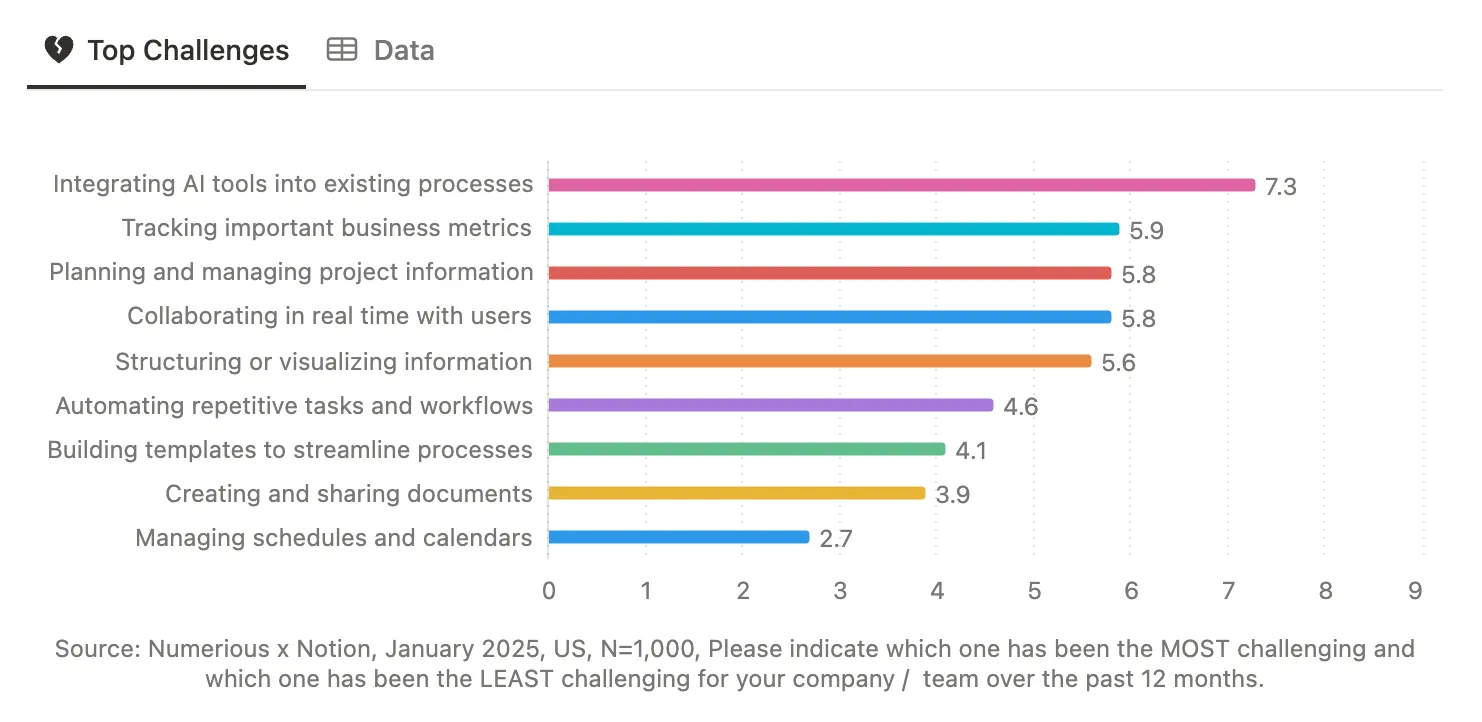 Top Challenges
Data
Integrating AI tools into existing processes
7.3
Tracking important business metrics
5.9
Planning and managing project information
5.8
Collaborating in real time with users
5.8
Structuring or visualizing information
5.6
Automating repetitive tasks and workflows
4.6
Building templates to streamline processes
4.1
Creating and sharing documents
3.9
Managing schedules and calendars
2.7
0 1 2 3 4 5 6 7 8 9
Source: Numerious x Notion, January 2025, US, N=1,000, Please indicate which one has been the MOST challenging and
which one has been the LEAST challenging for your company / team over the past 12 months.